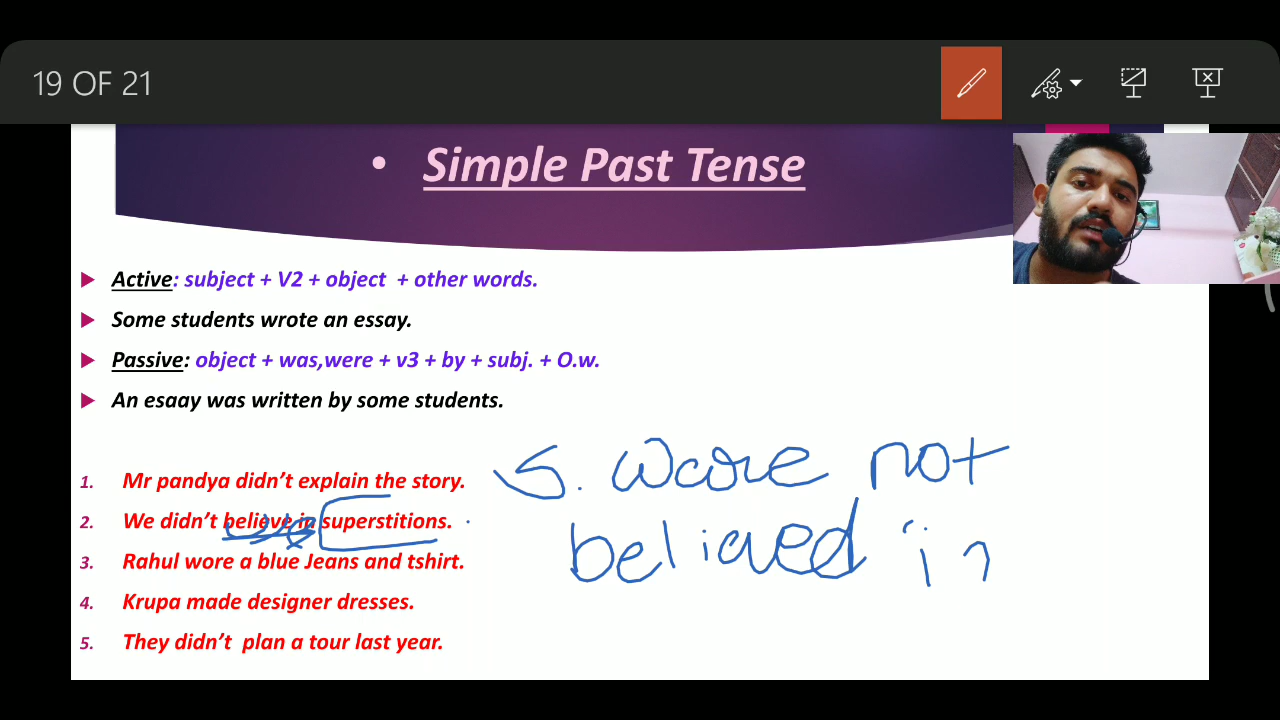 19 OF 21
• Simple Past Tense
Active: subject + V2 + object + other words.
Some students wrote an essay.
Passive: object + was,were + v3 + by + subj. + O.w.
An esaay was written by some students.
1. Mr pandya didn't explain the story.
2. We didn't believe in superstitions.
3. Rahul wore a blue Jeans and tshirt.
4. Krupa made designer dresses.
5. They didn't plan a tour last year.
S. were not
believed in